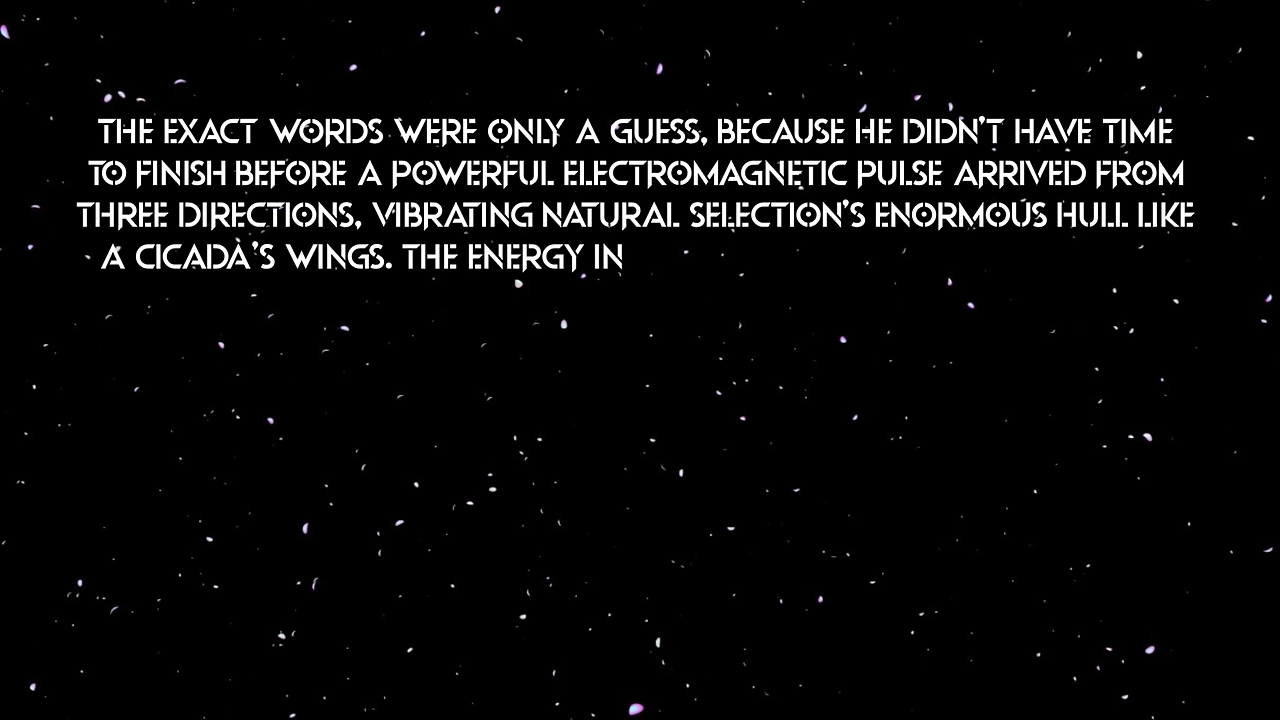 THE EXACT WORDS WERE ONLY A GUESS, BECAUSE HE DIDN'T HAVE TIME
TO FINISH BEFORE A POWERFUL ELECTROMAGNETIC PULSE ARRIVED FROM
THREE DIRECTIONS, VIBRATING NATURAL SELECTION'S ENORMOUS HULL LIKE
A CICADA'S WINGS. THE ENERGY IN